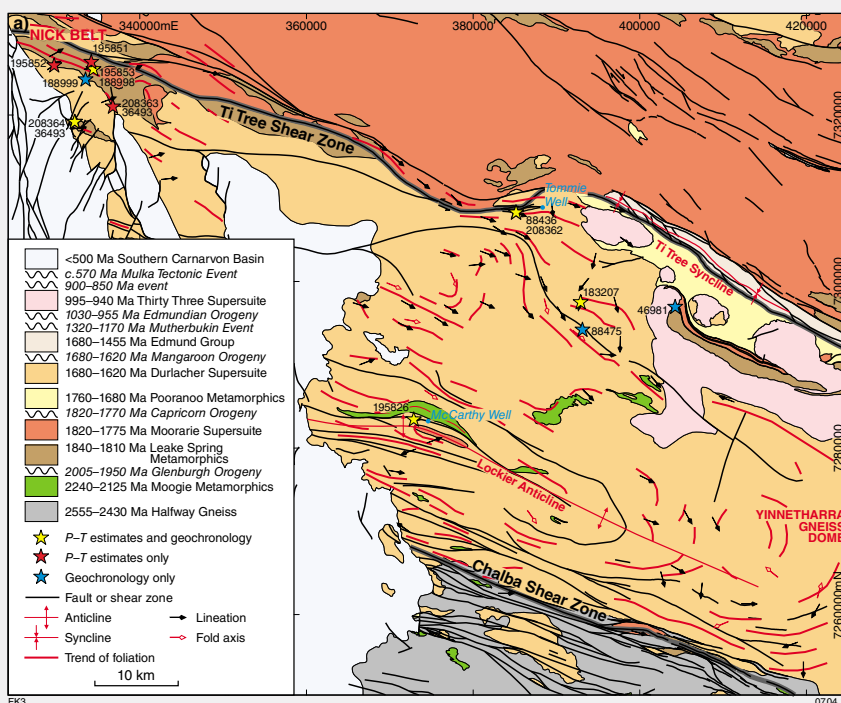 a)
340000mE
380000
400000
420000
NICK BELT
195851
195852
195853
188998
188999
208363
36493
208364
36493
Ti Tree Shear Zone
7320000
Tommie
Well
88436
208362
Ti Tree Syncline
7300000
183207
46981
88475
195826
McCarthy Well
7280000
Lockier Anticline
YINNETHARRA
GNEISS
DOME
Chalba Shear Zone
7260000mN
<500 Ma Southern Carnarvon Basin
c.570 Ma Mulka Tectonic Event
900–850 Ma event
995–940 Ma Thirty Three Supersuite
1030–955 Ma Edmundian Orogeny
1320–1170 Ma Mutherbukin Event
1680–1455 Ma Edmund Group
1680–1620 Ma Mangaroon Orogeny
1680–1620 Ma Durlacher Supersuite
1760–1680 Ma Pooranoo Metamorphics
1820–1770 Ma Capricorn Orogeny
1820–1775 Ma Moorarie Supersuite
1840–1810 Ma Leake Spring
Metamorphics
2005–1950 Ma Glenburgh Orogeny
2240–2125 Ma Moogie Metamorphics
2555–2430 Ma Halfway Gneiss
P–T estimates and geochronology
P–T estimates only
Geochronology only
Fault or shear zone
Anticline
Lineation
Syncline
Fold axis
Trend of foliation
10 km
360000
380000
400000